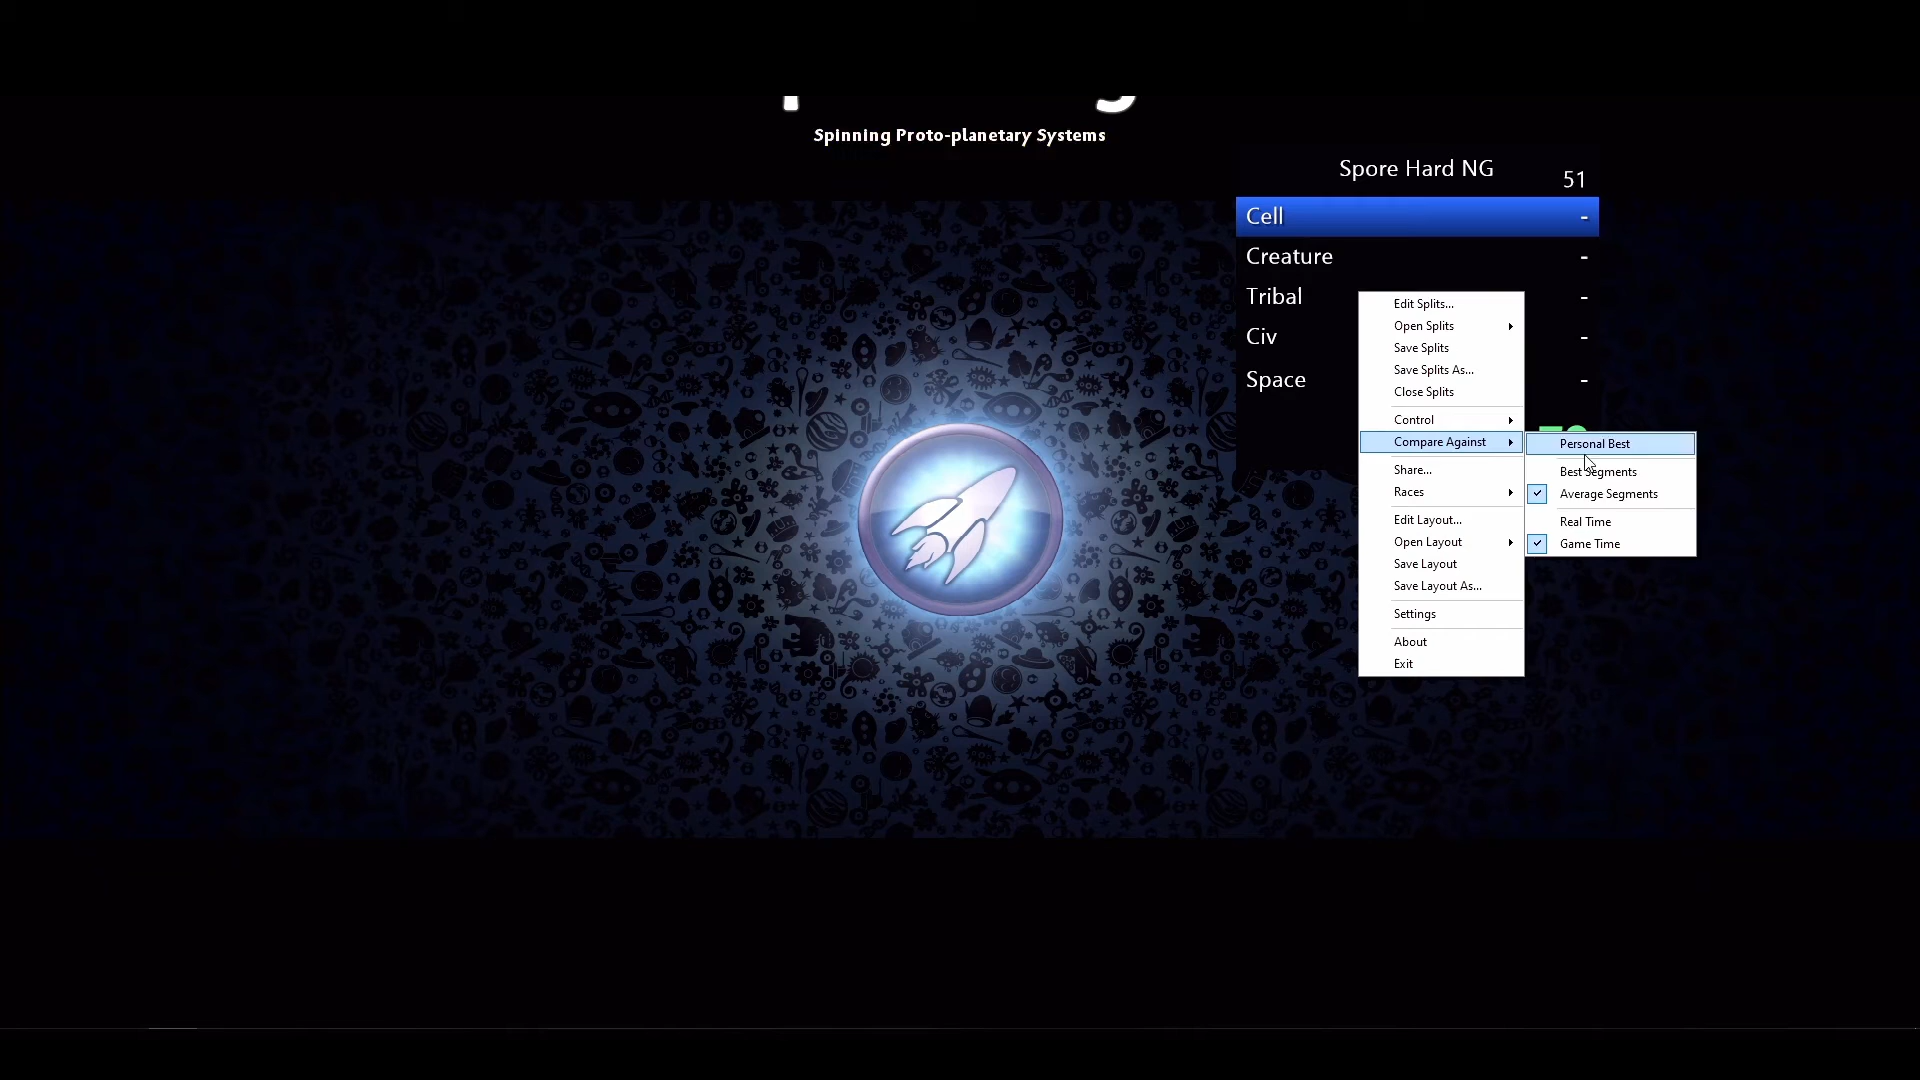 Spinning Proto-planetary Systems
Spore Hard NG
51
Cell -
Creature -
Tribal -
Civ -
Space -
Edit Splits...
Open Splits
Save Splits
Save Splits As...
Close Splits
Control
Compare Against
Share...
Races
Edit Layout...
Open Layout
Save Layout
Save Layout As...
Settings
About
Exit
Personal Best
Best Segments
Average Segments
Real Time
Game Time